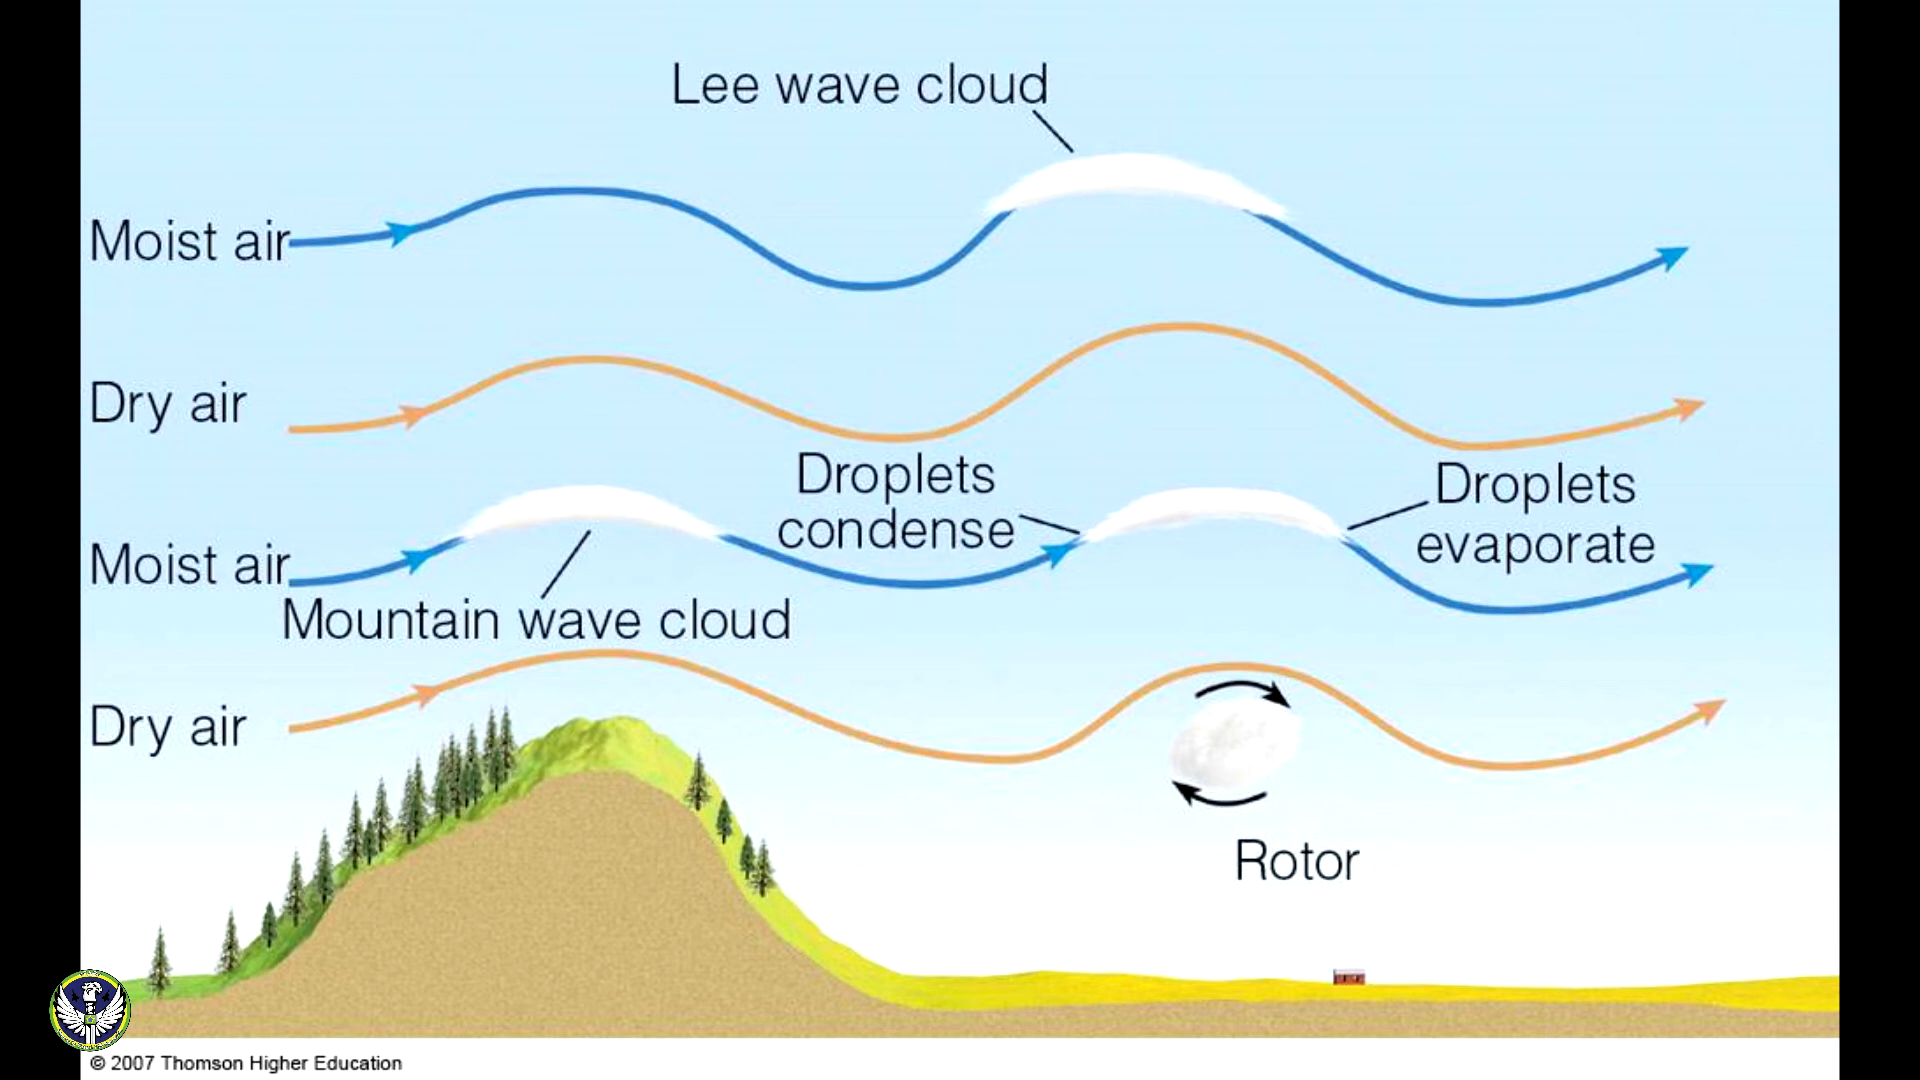 Lee wave cloud
Moist air
Dry air
Droplets
condense
Droplets
evaporate
Moist air
Mountain wave cloud
Dry air
Rotor
© 2007 Thomson Higher Education